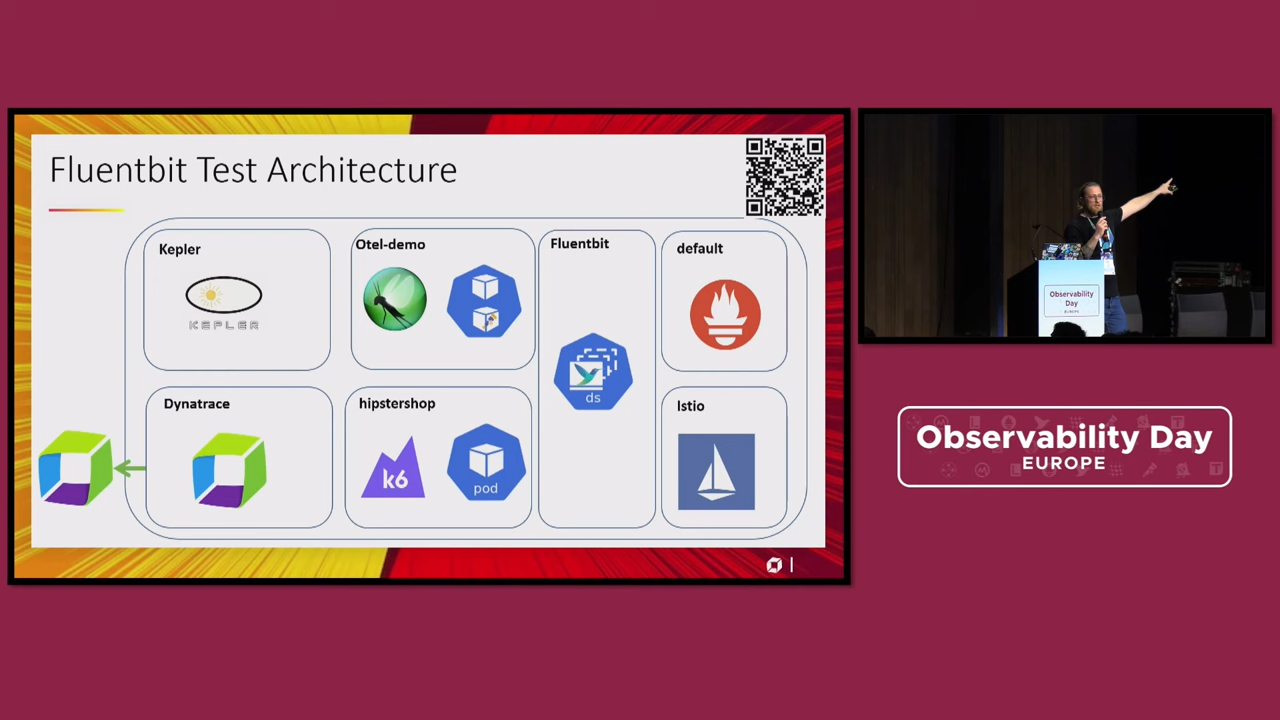 Fluentbit Test Architecture
Kepler
KEPLER
Otel-demo
Fluentbit
ds
default
Dynatrace
hipstershop
k6
pod
Istio
Observability
Day
EUROPE
Observability Day
EUROPE